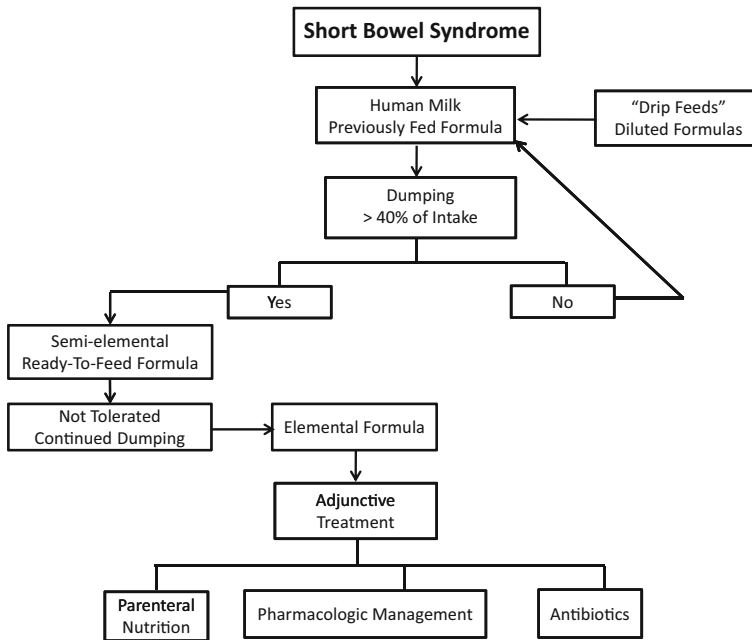 Short Bowel Syndrome
Human Milk
Previously Fed Formula
“Drip Feeds”
Diluted Formulas
Dumping
> 40% of Intake
Yes
No
Semi-elemental
Ready-To-Feed Formula
Not Tolerated
Continued Dumping
Elemental Formula
Adjunctive
Treatment
Parenteral
Nutrition
Pharmacologic Management
Antibiotics